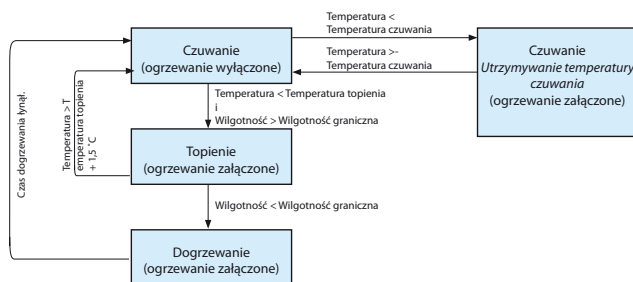 Temperatura <
Temperatura czuwania
Czuwanie
(ogrzewanie wyłączone)
Temperatura >-
Temperatura czuwania
Czuwanie
Utrzymywanie temperatury
czuwania
(ogrzewanie załączone)
Czas dogrzewania łynął.
Temperatura > T
emperatura topienia
+ 1,5 ˚C
Temperatura < Temperatura topienia
i
Wilgotność > Wilgotność graniczna
Topienie
(ogrzewanie załączone)
Wilgotność < Wilgotność graniczna
Dogrzewanie
(ogrzewanie załączone)